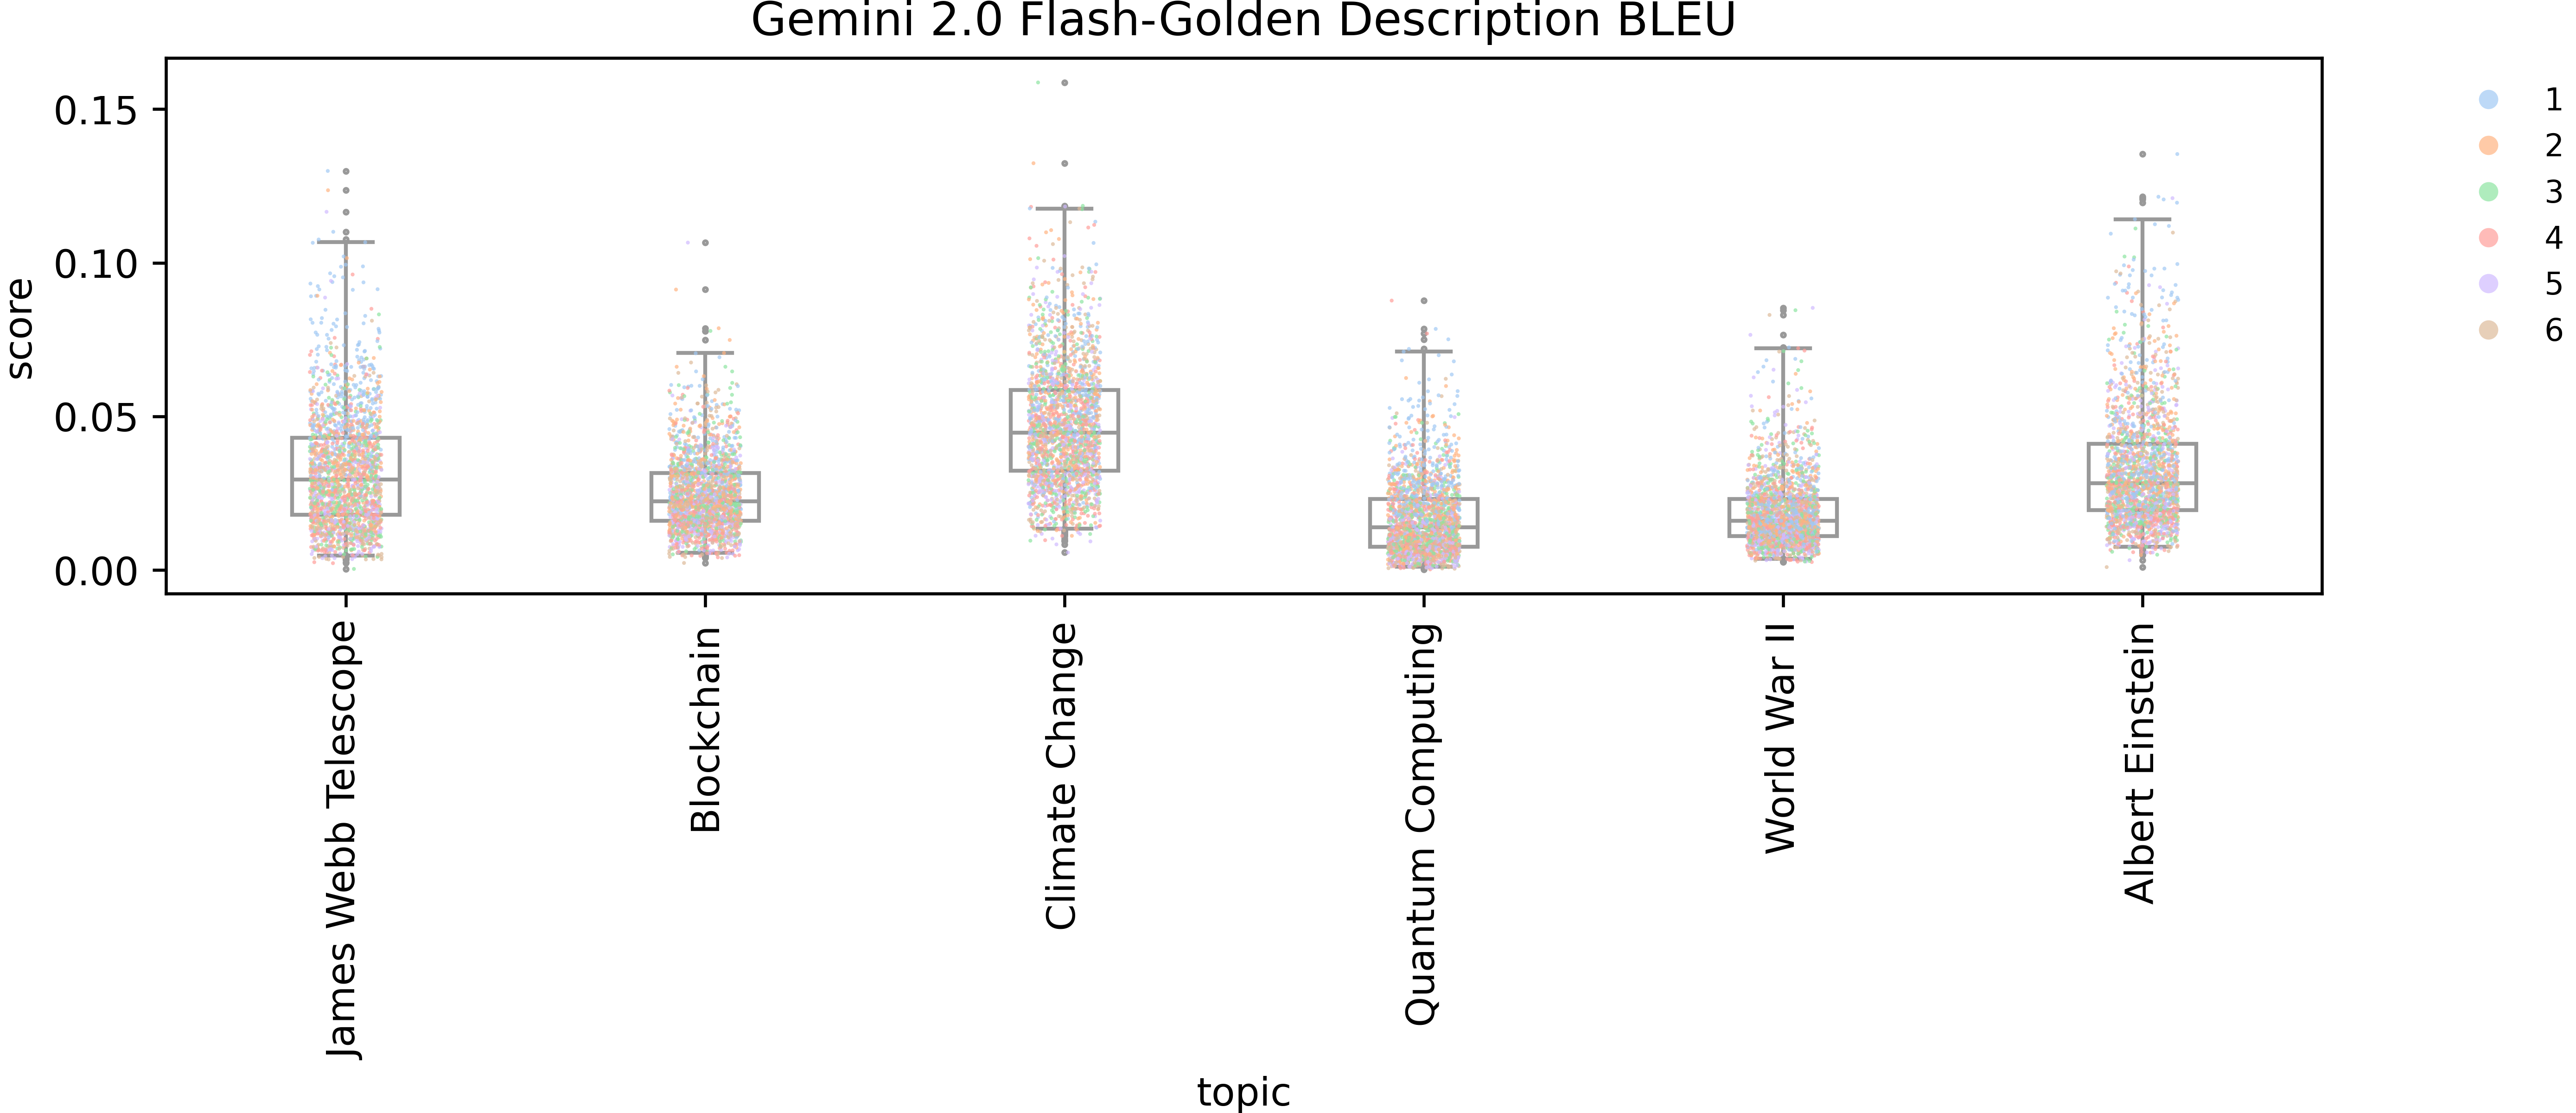 Gemini 2.0 Flash-Golden Description BLEU
score
0.15
0.10
0.05
0.00
James Webb Telescope
Blockchain
Climate Change
Quantum Computing
World War II
Albert Einstein
topic
1
2
3
4
5
6